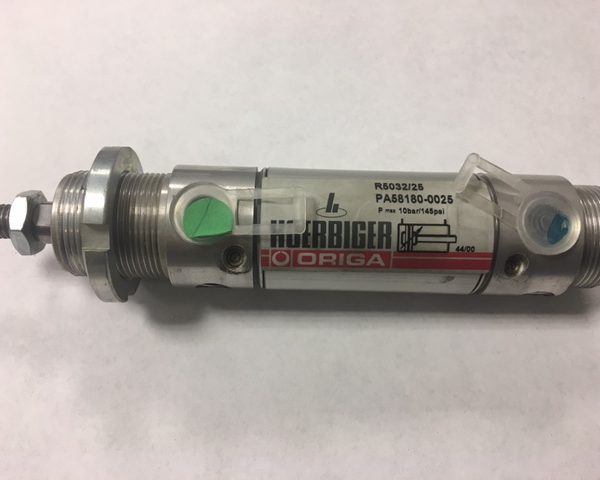 R5032/25
PA58180-0025
P max 10bar/145psi
HOERBIGER
ORIGA
44/00